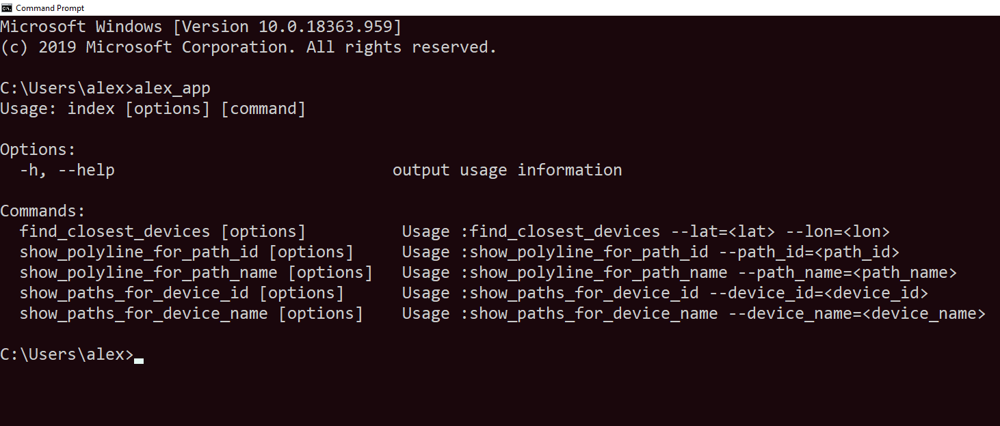 Command Prompt
Microsoft Windows [Version 10.0.18363.959]
(c) 2019 Microsoft Corporation. All rights reserved.
C:\Users\alex>alex_app
Usage: index [options] [command]
Options:
  -h, --help                             output usage information
Commands:
  find_closest_devices [options]          Usage :find_closest_devices --lat=<lat> --lon=<lon>
  show_polyline_for_path_id [options]     Usage :show_polyline_for_path_id --path_id=<path_id>
  show_polyline_for_path_name [options]   Usage :show_polyline_for_path_name --path_name=<path_name>
  show_paths_for_device_id [options]      Usage :show_paths_for_device_id --device_id=<device_id>
  show_paths_for_device_name [options]    Usage :show_paths_for_device_name --device_name=<device_name>
C:\Users\alex>